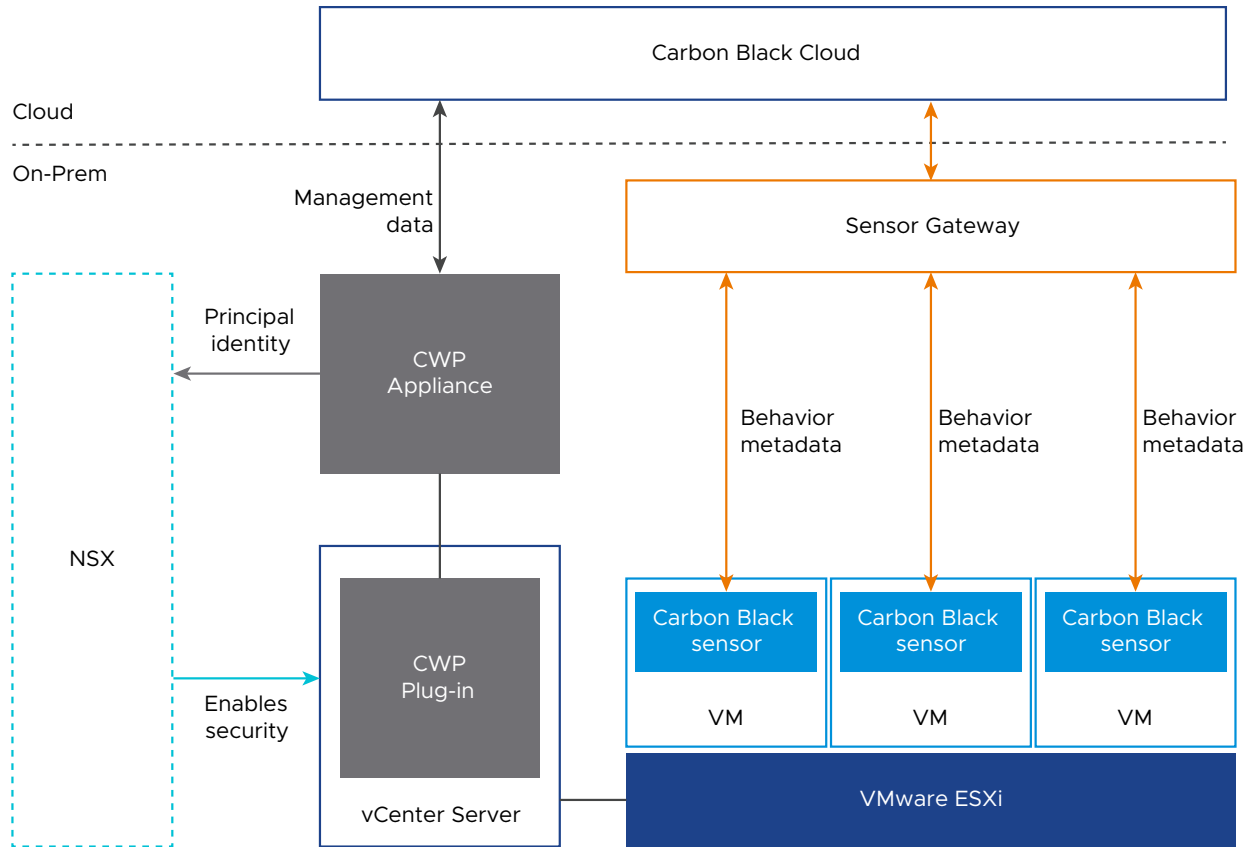 Carbon Black Cloud
Cloud
On-Prem
Management
data
Sensor Gateway
Principal
identity
CWP
Appliance
Behavior
metadata
Behavior
metadata
Behavior
metadata
NSX
Carbon Black
sensor
Carbon Black
sensor
Carbon Black
sensor
CWP
Plug-in
Enables
security
VM
VM
VM
vCenter Server
VMware ESXi